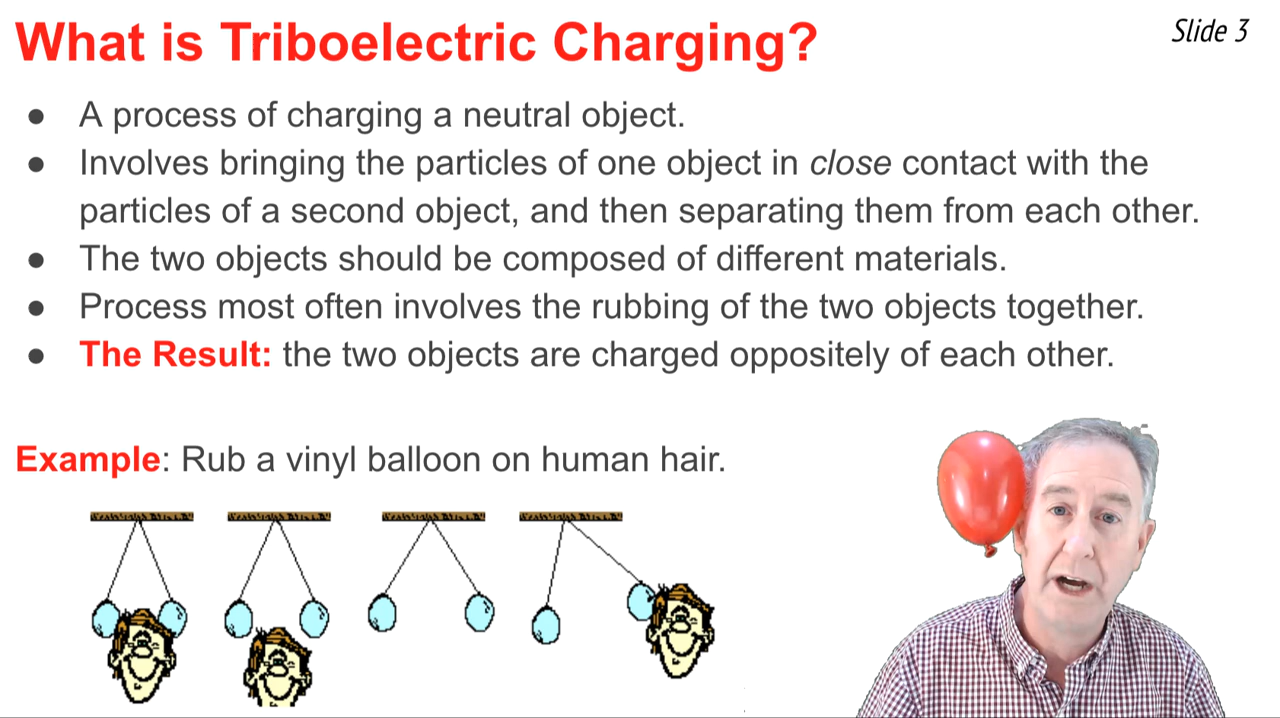 What is Triboelectric Charging?
Slide 3
● A process of charging a neutral object.
● Involves bringing the particles of one object in close contact with the
particles of a second object, and then separating them from each other.
● The two objects should be composed of different materials.
● Process most often involves the rubbing of the two objects together.
● The Result: the two objects are charged oppositely of each other.
Example: Rub a vinyl balloon on human hair.